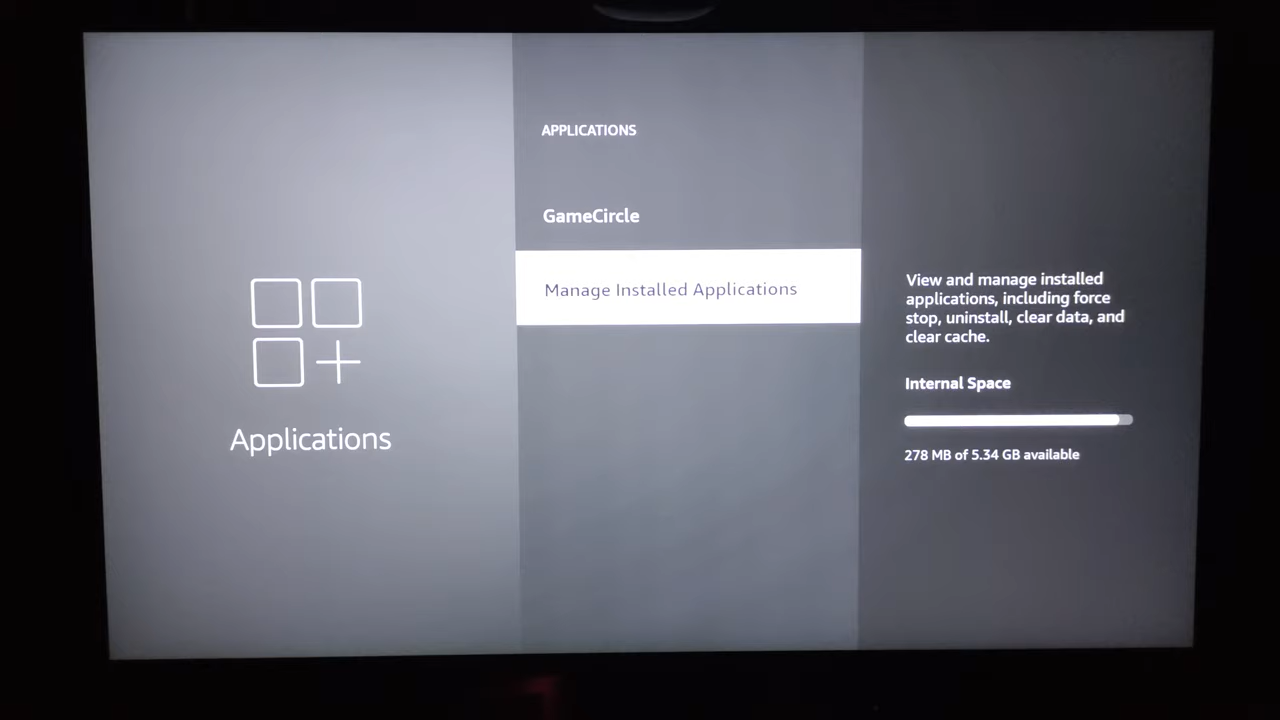 APPLICATIONS
GameCircle
Manage Installed Applications
Applications
View and manage installed
applications, including force
stop, uninstall, clear data, and
clear cache.
Internal Space
278 MB of 5.34 GB available